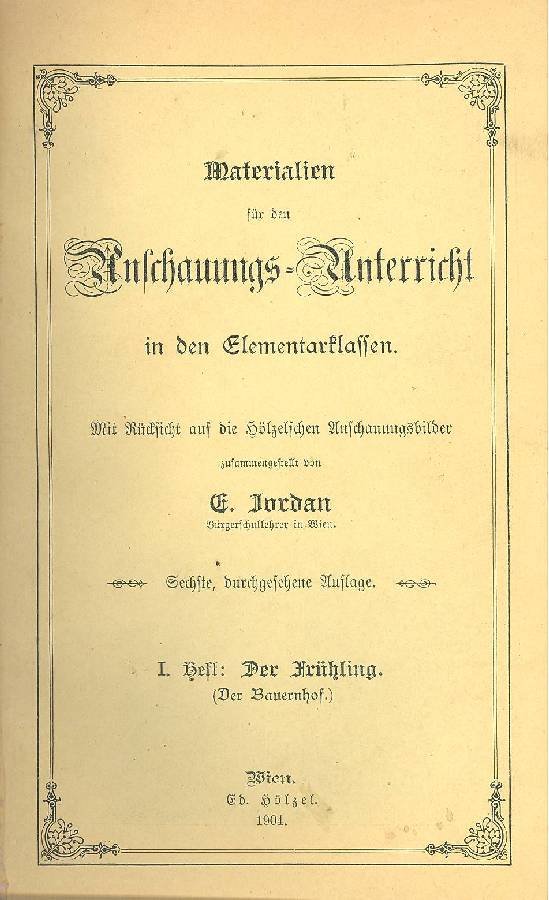 Materialien
für den
Anschauungs-Unterricht
in den Elementarklassen.
Mit Rücksicht auf die Hölzelschen Anschauungsbilder
zusammengestellt von
E. Jordan
Bürgerschullehrer in Wien.
Sechste, durchgesehene Auflage.
I. Heft: Der Frühling.
(Der Bauernhof.)
Wien.
Ed. Hölzel.
1904.